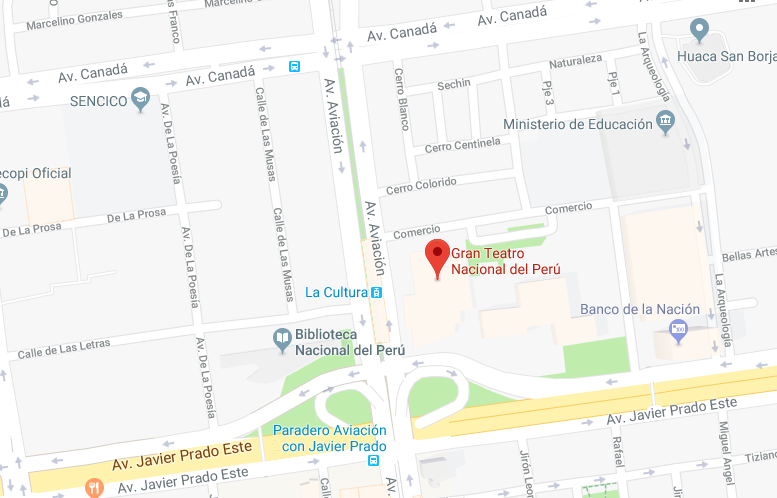 Marcelino Gonzales
s Franco
Av. Canadá
Av. Canadá
Av. Canadá
Av. Canadá
SENCICO
Av. Aviación
Cerro Blanco
Sechin
Naturaleza
Pje 3
Pje 1
La Arqueología
Huaca San Borja
Ministerio de Educación
Av. De La Poesía
Calle de Las Musas
Cerro Centinela
Cerro Colorido
ecopi Oficial
De La Prosa
De La Prosa
Calle de Las Musas
Av. De La Poesía
Av. Aviación
Comercio
Comercio
Gran Teatro
Nacional del Perú
Bellas Artes
La Arqueología
La Cultura
Banco de la Nación
Biblioteca
Nacional del Perú
Calle de Las Letras
Av. De La Poesía
Av. Javier Prado Este
Paradero Aviación
con Javier Prado
Av. Javier Prado Este
Av. Javier Prado Este
Jirón Leon
Rafael
Miguel Angel
Tiziano